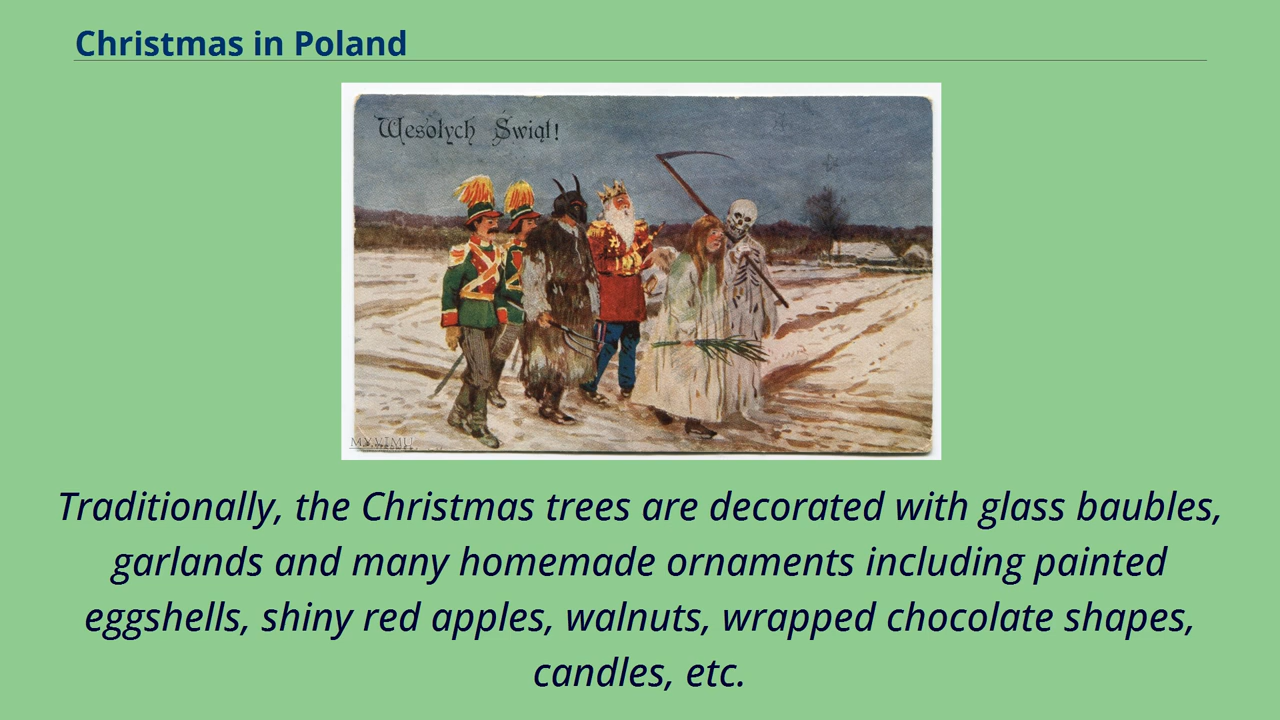 Christmas in Poland
Wesołych Świąt!
MYVIMU
Traditionally, the Christmas trees are decorated with glass baubles,
garlands and many homemade ornaments including painted
eggshells, shiny red apples, walnuts, wrapped chocolate shapes,
candles, etc.